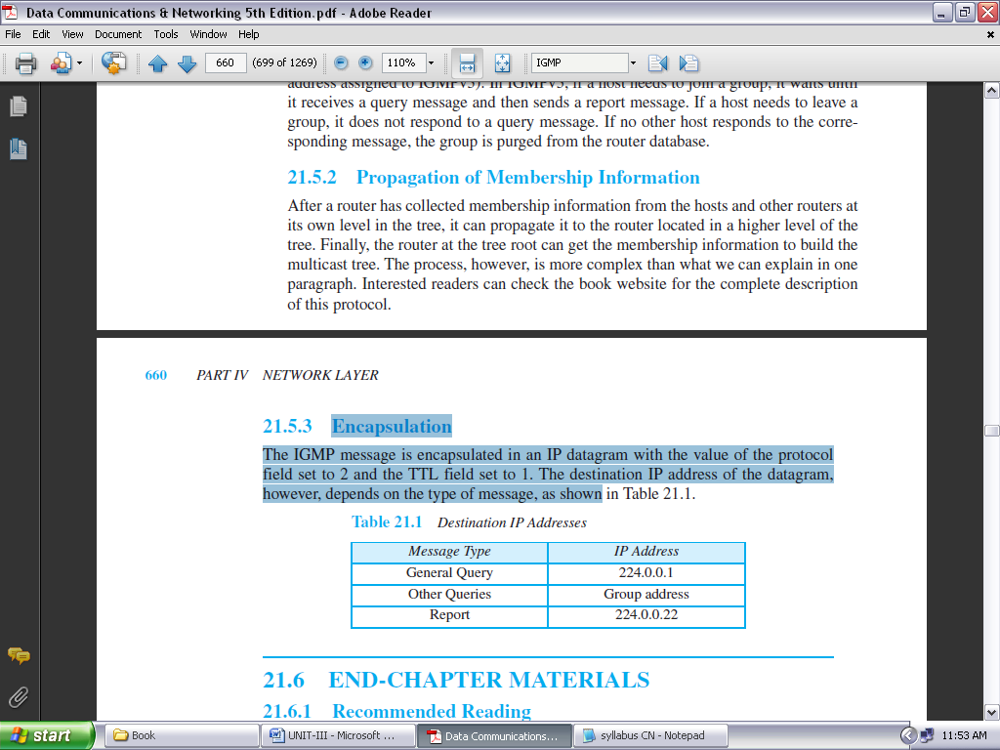 Data Communications & Networking 5th Edition.pdf - Adobe Reader
File Edit View Document Tools Window Help
660 (699 of 1269) 110% IGMP
address assigned to IGMPv3). In IGMPv3, if a host needs to join a group, it waits until
it receives a query message and then sends a report message. If a host needs to leave a
group, it does not respond to a query message. If no other host responds to the corre-
sponding message, the group is purged from the router database.
21.5.2 Propagation of Membership Information
After a router has collected membership information from the hosts and other routers at
its own level in the tree, it can propagate it to the router located in a higher level of the
tree. Finally, the router at the tree root can get the membership information to build the
multicast tree. The process, however, is more complex than what we can explain in one
paragraph. Interested readers can check the book website for the complete description
of this protocol.
660 PART IV NETWORK LAYER
21.5.3 Encapsulation
The IGMP message is encapsulated in an IP datagram with the value of the protocol
field set to 2 and the TTL field set to 1. The destination IP address of the datagram,
however, depends on the type of message, as shown in Table 21.1.
Table 21.1 Destination IP Addresses
Message Type IP Address
General Query 224.0.0.1
Other Queries Group address
Report 224.0.0.22
21.6 END-CHAPTER MATERIALS
21.6.1 Recommended Reading
start Book UNIT-III - Microsoft ... Data Communications... syllabus CN - Notepad 11:53 AM